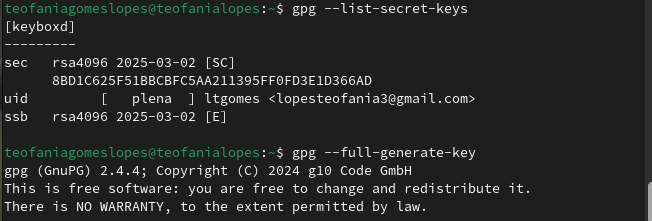 teofaniagomeslopes@teofanialopes:~$ gpg --list-secret-keys
[keyboxd]
---------
sec   rsa4096 2025-03-02 [SC]
      8BD1C625F51BBCBFC5AA211395FF0FD3E1D366AD
uid         [   plena  ] ltgomes <lopesteofania3@gmail.com>
ssb   rsa4096 2025-03-02 [E]
teofaniagomeslopes@teofanialopes:~$ gpg --full-generate-key
gpg (GnuPG) 2.4.4; Copyright (C) 2024 g10 Code GmbH
This is free software: you are free to change and redistribute it.
There is NO WARRANTY, to the extent permitted by law.